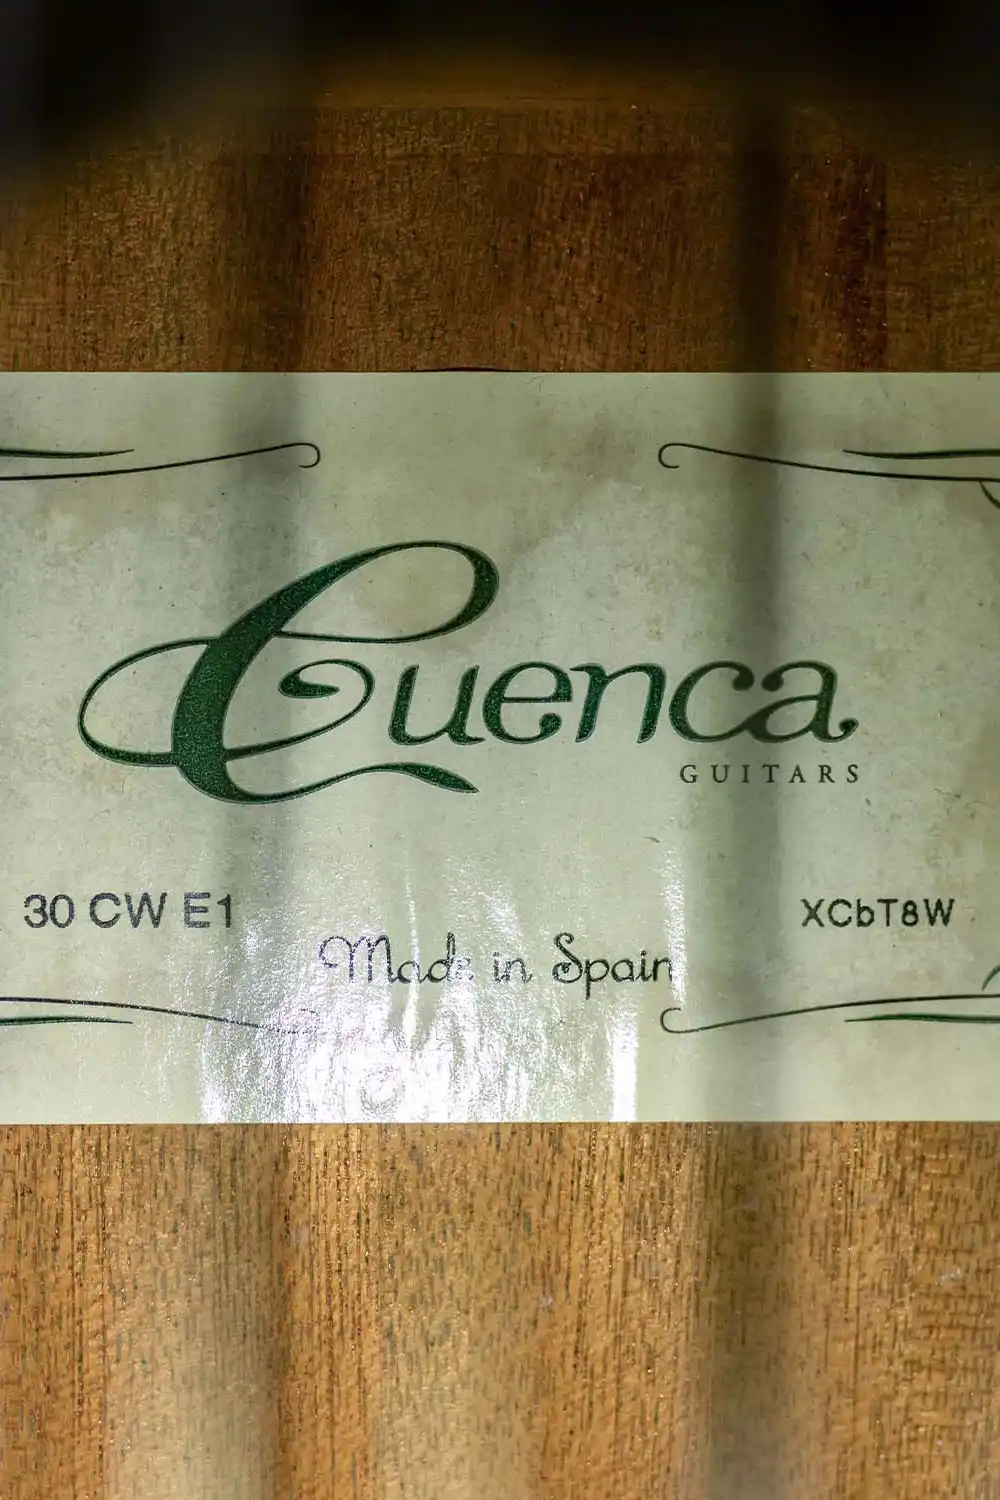 Cuenca
GUITARS
30 CW E1
XCbT8W
Made in Spain